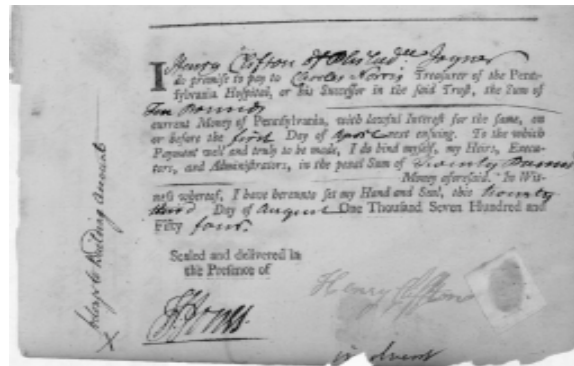 I Henry Clifton of Philadᵃ Joyner
do promise to pay to Charles Norris Treasurer of the Penn-
sylvania Hospital, or his Successor in the said Trust, the Sum of
Ten Pounds
current Money of Pennsylvania, with lawful Interest for the same, on
or before the first Day of April next ensuing. To the which
Payment well and truly to be made, I do bind myself, my Heirs, Execu-
tors, and Administrators, in the penal Sum of Twenty Pounds
Money aforesaid. In Wit-
ness whereof, I have hereunto set my Hand and Seal, this Twenty
third Day of August One Thousand Seven Hundred and
Fifty four.
Sealed and delivered in
the Presence of
Henry Clifton
Jones
insolvent
Building Account